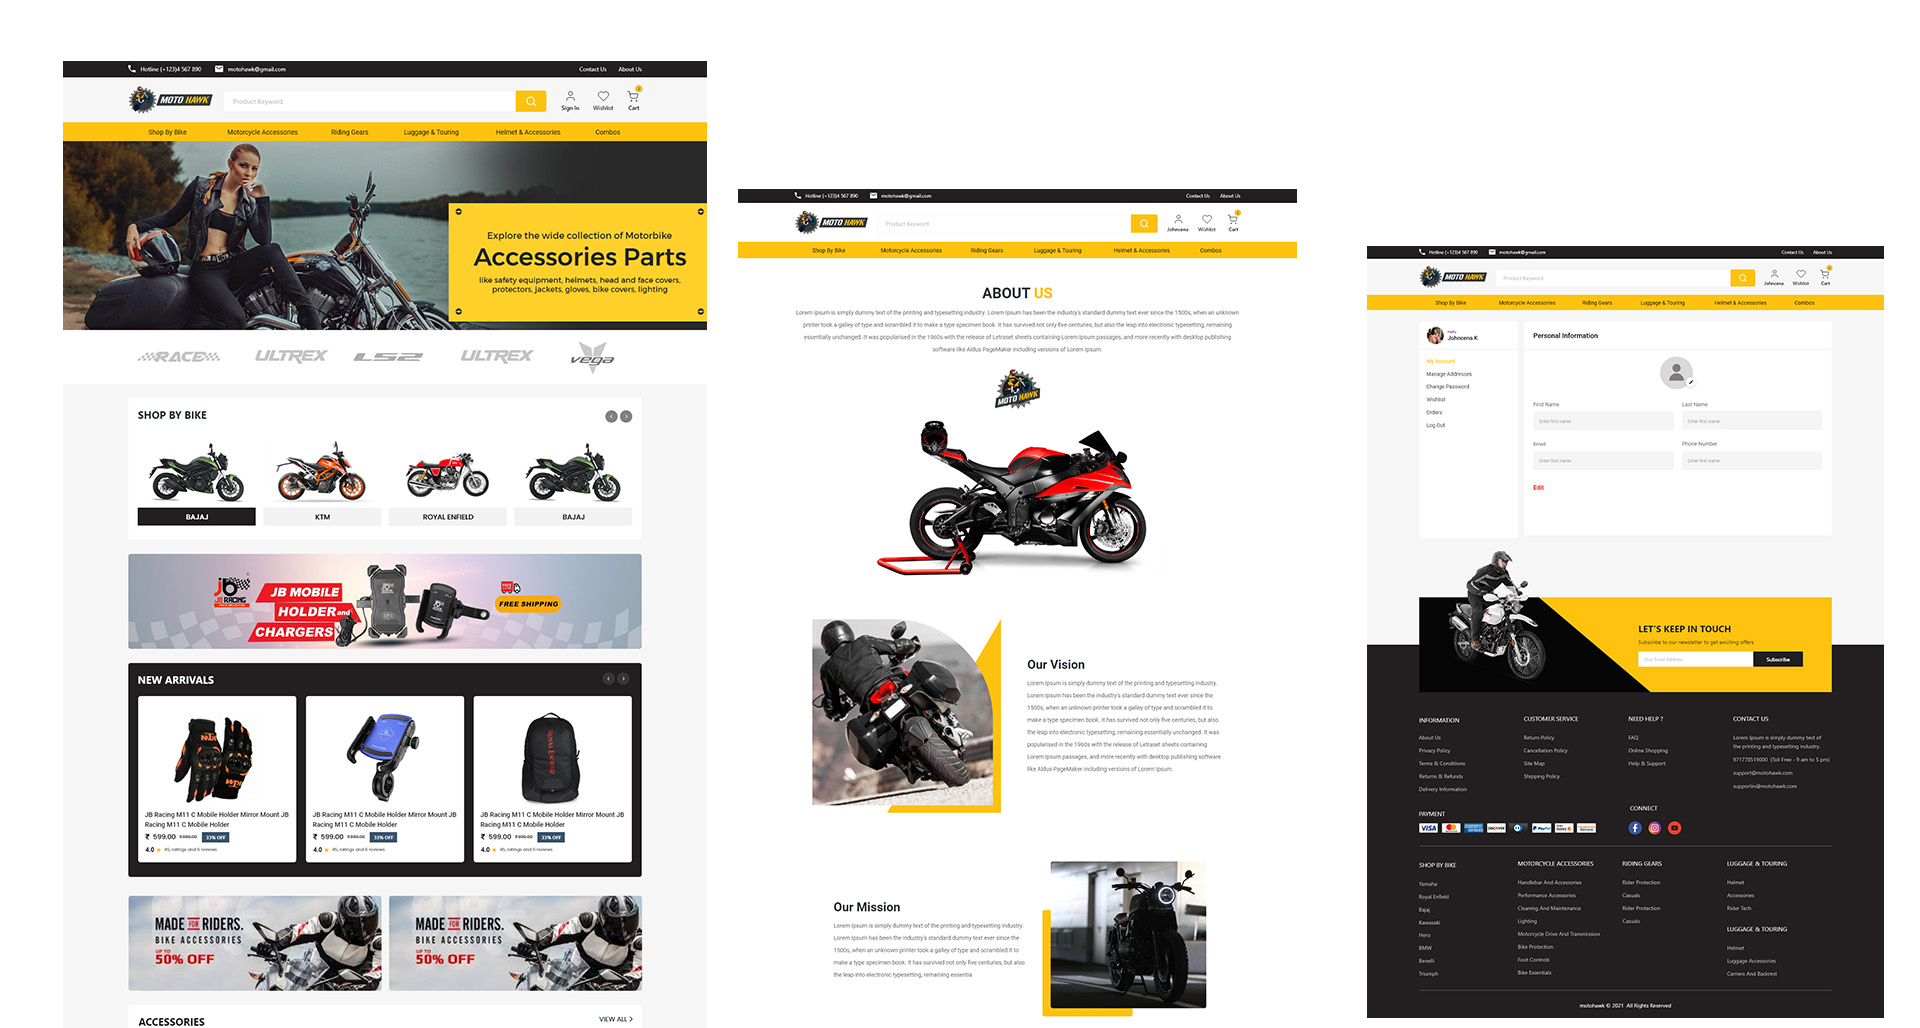 Hotline (+123)4 567 890
motohawk@gmail.com
Contact Us
About Us
MOTO HAWK
Product Keyword
Sign In
Wishlist
Cart
Shop By Bike
Motorcycle Accessories
Riding Gears
Luggage & Touring
Helmet & Accessories
Combos
Explore the wide collection of Motorbike
Accessories Parts
like safety equipment, helmets, head and face covers,
protectors, jackets, gloves, bike covers, lighting
RACE
ULTREX
LS2
ULTREX
vega
SHOP BY BIKE
BAJAJ
KTM
ROYAL ENFIELD
BAJAJ
jb
JB RACING
JB MOBILE
HOLDER and
CHARGERS
FREE SHIPPING
NEW ARRIVALS
ROYAL ENFIELD
JB Racing M11 C Mobile Holder Mirror Mount JB
Racing M11 C Mobile Holder
₹ 599.00 ₹999.00 33% OFF
4.0 45, ratings and 6 reviews
JB Racing M11 C Mobile Holder Mirror Mount JB
Racing M11 C Mobile Holder
₹ 599.00 ₹999.00 33% OFF
4.0 45, ratings and 6 reviews
JB Racing M11 C Mobile Holder Mirror Mount JB
Racing M11 C Mobile Holder
₹ 599.00 ₹999.00 33% OFF
4.0 45, ratings and 6 reviews
MADE FOR RIDERS.
BIKE ACCESSORIES
UP TO
50% OFF
MADE FOR RIDERS.
BIKE ACCESSORIES
UP TO
50% OFF
ACCESSORIES
VIEW ALL
Hotline (+123)4 567 890
motohawk@gmail.com
Contact Us
About Us
MOTO HAWK
Product Keyword
Johncena
Wishlist
Cart
Shop By Bike
Motorcycle Accessories
Riding Gears
Luggage & Touring
Helmet & Accessories
Combos
ABOUT US
Lorem Ipsum is simply dummy text of the printing and typesetting industry. Lorem Ipsum has been the industry's standard dummy text ever since the 1500s, when an unknown
printer took a galley of type and scrambled it to make a type specimen book. It has survived not only five centuries, but also the leap into electronic typesetting, remaining
essentially unchanged. It was popularised in the 1960s with the release of Letraset sheets containing Lorem Ipsum passages, and more recently with desktop publishing
software like Aldus PageMaker including versions of Lorem Ipsum.
MOTO HAWK
Our Vision
Lorem Ipsum is simply dummy text of the printing and typesetting industry.
Lorem Ipsum has been the industry's standard dummy text ever since the
1500s, when an unknown printer took a galley of type and scrambled it to
make a type specimen book. It has survived not only five centuries, but also
the leap into electronic typesetting, remaining essentially unchanged. It was
popularised in the 1960s with the release of Letraset sheets containing
Lorem Ipsum passages, and more recently with desktop publishing software
like Aldus PageMaker including versions of Lorem Ipsum.
Our Mission
Lorem Ipsum is simply dummy text of the printing and typesetting industry.
Lorem Ipsum has been the industry's standard dummy text ever since the
1500s, when an unknown printer took a galley of type and scrambled it to
make a type specimen book. It has survived not only five centuries, but also
the leap into electronic typesetting, remaining essentia
Hotline (+123)4 567 890
motohawk@gmail.com
Contact Us
About Us
MOTO HAWK
Product Keyword
Johncena
Wishlist
Cart
Shop By Bike
Motorcycle Accessories
Riding Gears
Luggage & Touring
Helmet & Accessories
Combos
Hello
Johncena K
My Account
Manage Addresses
Change Password
Wishlist
Orders
Log Out
Personal Information
First Name
Last Name
Enter first name
Enter first name
Email
Phone Number
Enter first name
Enter first name
Edit
LET'S KEEP IN TOUCH
Subscribe to our newsletter to get exiciting offers
Your Email Address
Subscribe
INFORMATION
About Us
Privacy Policy
Terms & Conditions
Returns & Refunds
Delivery Information
CUSTOMER SERVICE
Return Policy
Cancellation Policy
Site Map
Shipping Policy
NEED HELP ?
FAQ
Online Shopping
Help & Support
CONTACT US
Lorem Ipsum is simply dummy text of
the printing and typesetting industry.
971778519000 (Toll Free - 9 am to 5 pm)
support@motohawk.com
supportin@motohawk.com
PAYMENT
VISA
DISCOVER
PayPal
CONNECT
SHOP BY BIKE
Yamaha
Royal Enfield
Bajaj
Kawasaki
Hero
BMW
Benelli
Triumph
MOTORCYCLE ACCESSORIES
Handlebar And Accessories
Performance Accessories
Cleaning And Maintenance
Lighting
Motorcycle Drive And Transmission
Bike Protection
Foot Controls
Bike Essentials
RIDING GEARS
Rider Protection
Casuals
Rider Protection
Casuals
LUGGAGE & TOURING
Helmet
Accessories
Rider Tech
LUGGAGE & TOURING
Helmet
Luggage Accessories
Carriers And Backrest
motohawk © 2021 All Rights Reserved